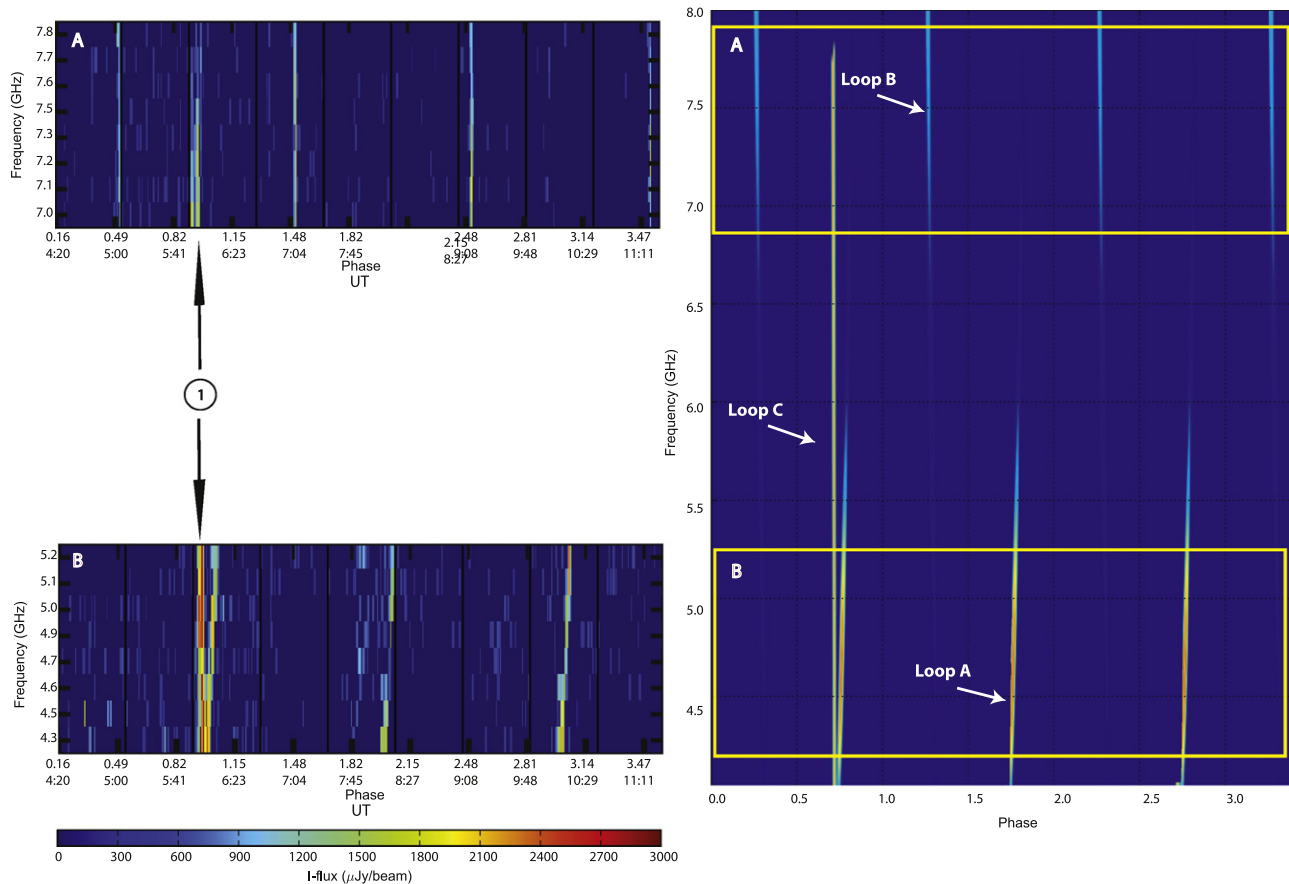 A
Frequency (GHz)
7.8
7.7
7.6
7.5
7.3
7.2
7.1
7.0
0.16 0.49 0.82 1.15 1.48 1.82 2.15 2.48 2.81 3.14 3.47
4:20 5:00 5:41 6:23 7:04 7:45 8:27 9:08 9:48 10:29 11:11
Phase
UT
1
B
Frequency (GHz)
5.2
5.1
5.0
4.9
4.7
4.6
4.5
4.3
0.16 0.49 0.82 1.15 1.48 1.82 2.15 2.48 2.81 3.14 3.47
4:20 5:00 5:41 6:23 7:04 7:45 8:27 9:08 9:48 10:29 11:11
Phase
UT
0 300 600 900 1200 1500 1800 2100 2400 2700 3000
I-flux (μJy/beam)
8.0
A
Loop B
7.5
7.0
6.5
Frequency (GHz)
6.0
Loop C
5.5
B
5.0
Loop A
4.5
0.0 0.5 1.0 1.5 2.0 2.5 3.0
Phase